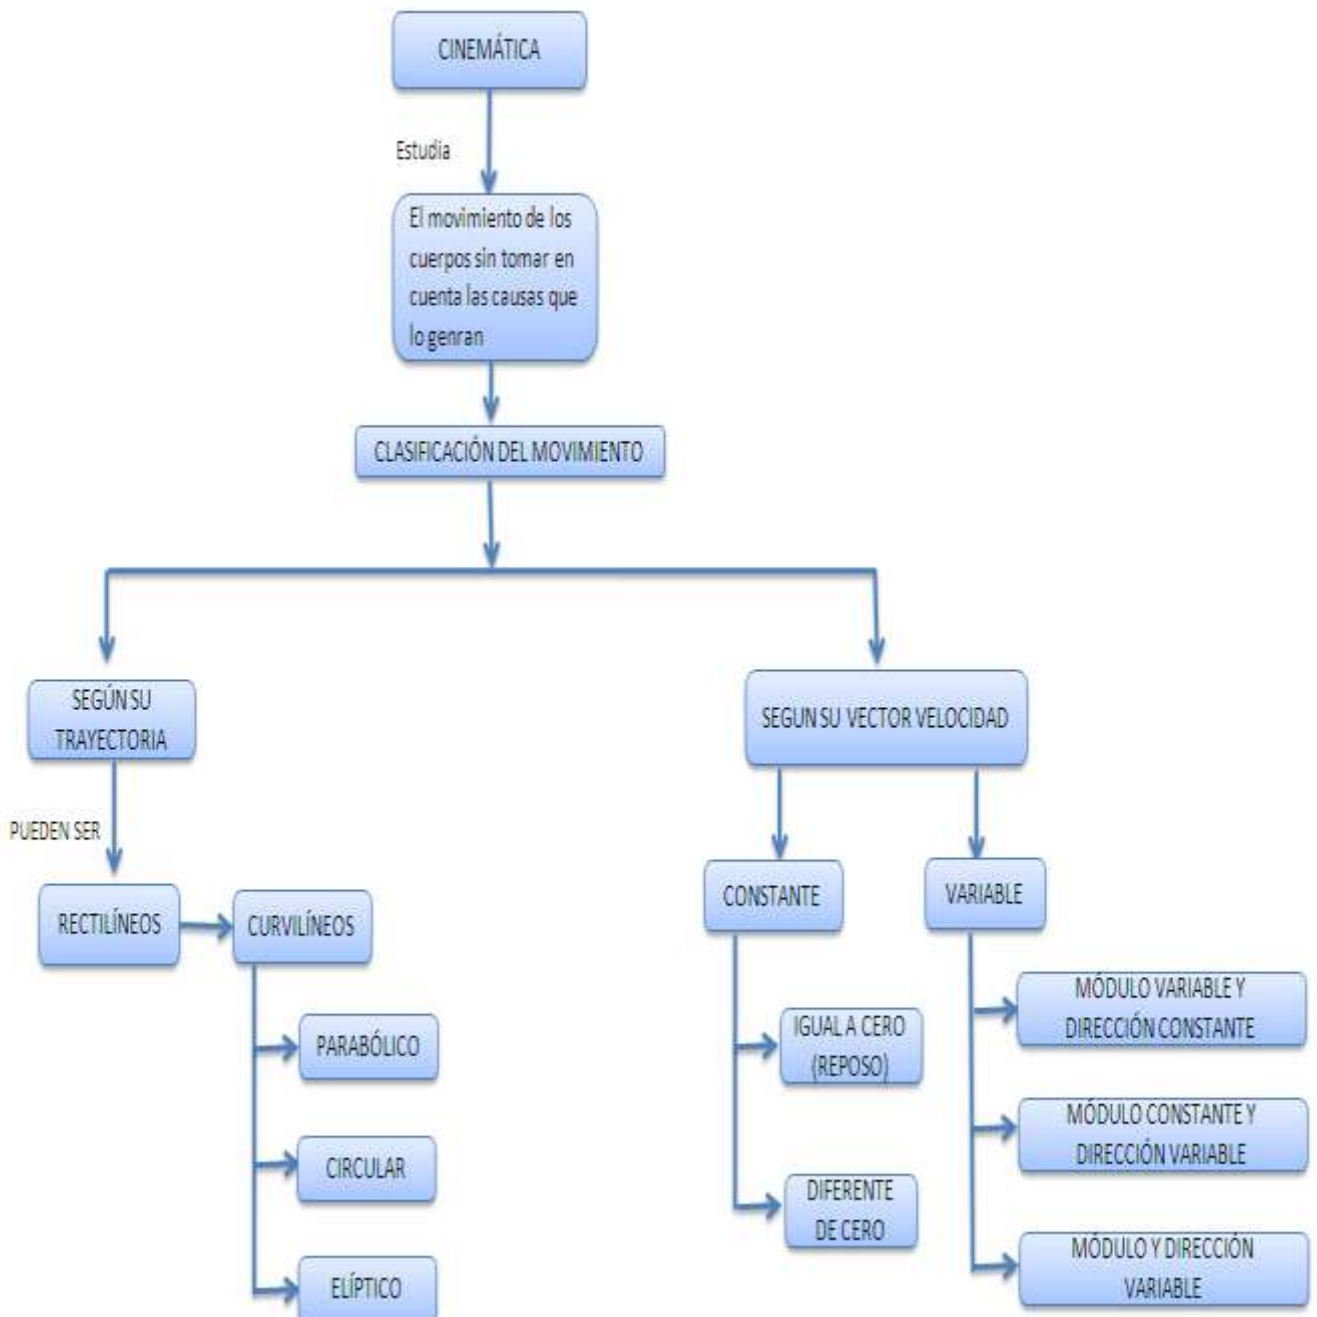 CINEMÁTICA
Estudia
El movimiento de los
cuerpos sin tomar en
cuenta las causas que
lo genran
CLASIFICACIÓN DEL MOVIMIENTO
SEGÚN SU
TRAYECTORIA
PUEDEN SER
RECTILÍNEOS
CURVILÍNEOS
PARABÓLICO
CIRCULAR
ELÍPTICO
SEGUN SU VECTOR VELOCIDAD
CONSTANTE
IGUAL A CERO
(REPOSO)
DIFERENTE
DE CERO
VARIABLE
MÓDULO VARIABLE Y
DIRECCIÓN CONSTANTE
MÓDULO CONSTANTE Y
DIRECCIÓN VARIABLE
MÓDULO Y DIRECCIÓN
VARIABLE